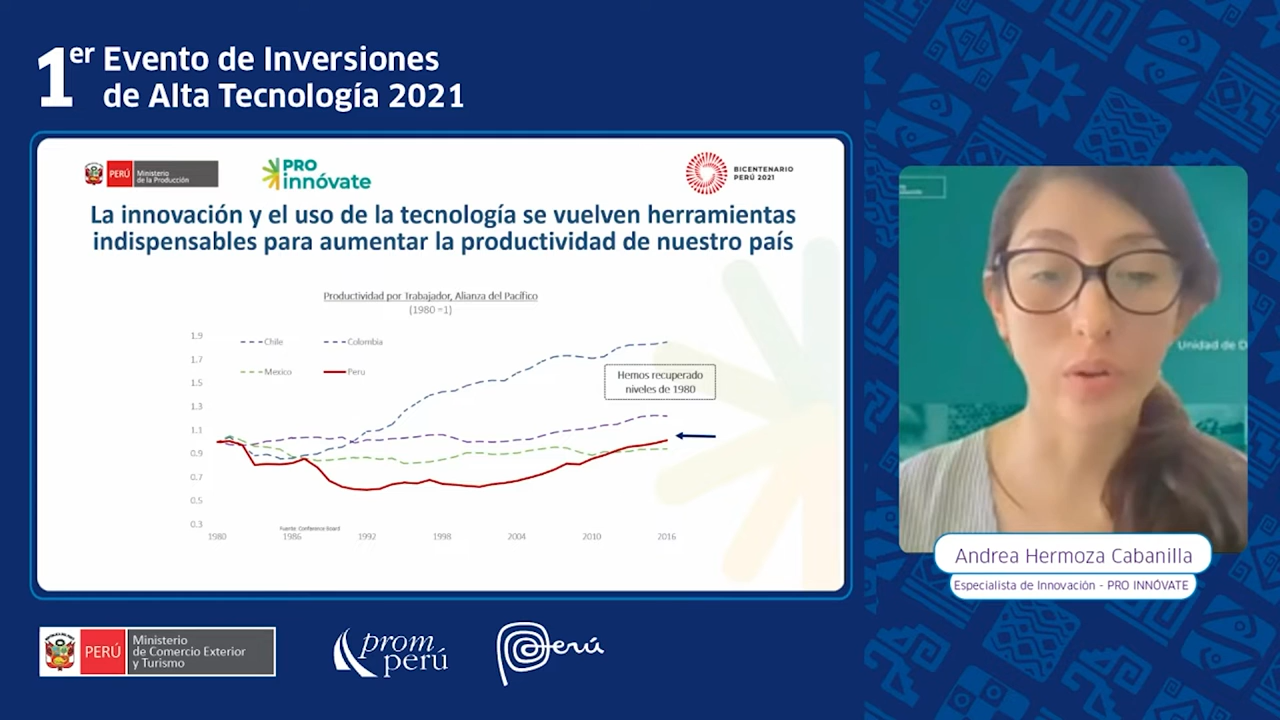 1er Evento de Inversiones
de Alta Tecnología 2021
PERÚ
Ministerio
de la Producción
PRO
innóvate
BICENTENARIO
PERÚ 2021
La innovación y el uso de la tecnología se vuelven herramientas
indispensables para aumentar la productividad de nuestro país
Productividad por Trabajador, Alianza del Pacífico
(1980 =1)
1.9
1.7
1.5
1.3
1.1
0.9
0.7
0.5
0.3
Chile
Colombia
Mexico
Peru
Hemos recuperado
niveles de 1980
Fuente: Conference Board
1980 1986 1992 1998 2004 2010 2016
Unidad de D
Andrea Hermoza Cabanilla
Especialista de Innovación - PRO INNÓVATE
PERÚ
Ministerio
de Comercio Exterior
y Turismo
prom
perú
Perú